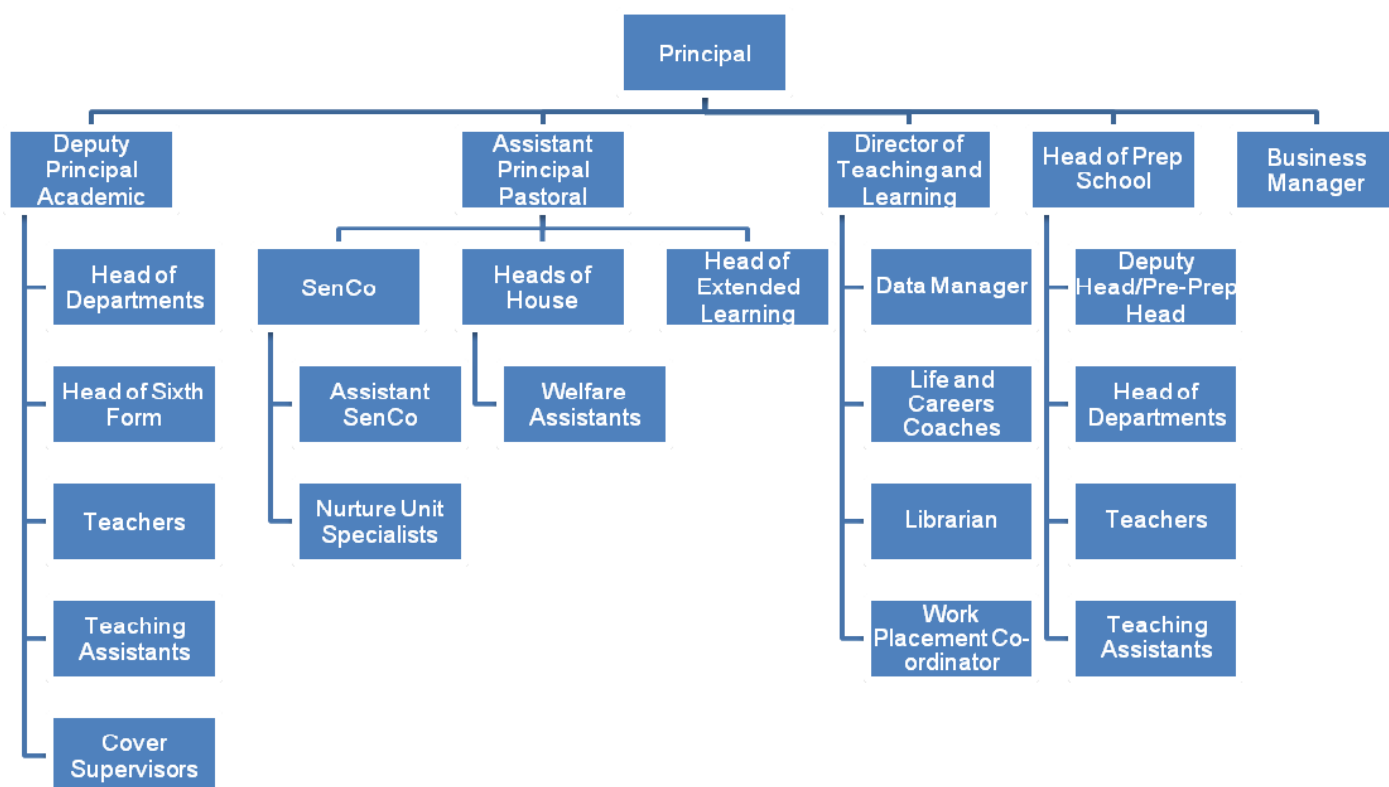 Principal
Deputy
Principal
Academic
Assistant
Principal
Pastoral
Director of
Teaching and
Learning
Head of Prep
School
Business
Manager
Head of
Departments
SenCo
Heads of
House
Head of
Extended
Learning
Data Manager
Deputy
Head/Pre-Prep
Head
Head of Sixth
Form
Assistant
SenCo
Welfare
Assistants
Life and
Careers
Coaches
Head of
Departments
Teachers
Nurture Unit
Specialists
Librarian
Teachers
Teaching
Assistants
Work
Placement Co-
ordinator
Teaching
Assistants
Cover
Supervisors